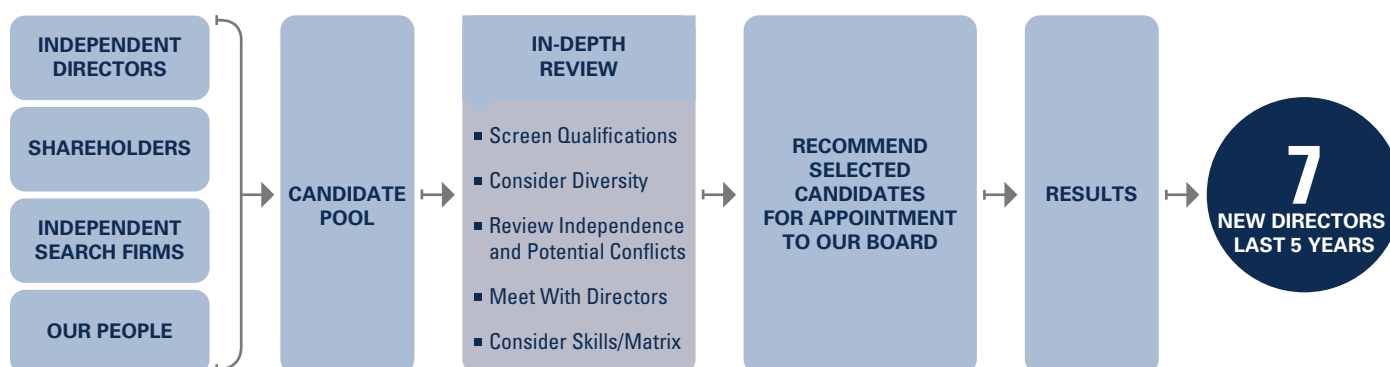 INDEPENDENT
DIRECTORS
SHAREHOLDERS
INDEPENDENT
SEARCH FIRMS
OUR PEOPLE
CANDIDATE
POOL
IN-DEPTH
REVIEW
▪ Screen Qualifications
▪ Consider Diversity
▪ Review Independence
and Potential Conflicts
▪ Meet With Directors
▪ Consider Skills/Matrix
RECOMMEND
SELECTED
CANDIDATES
FOR APPOINTMENT
TO OUR BOARD
RESULTS
7
NEW DIRECTORS
LAST 5 YEARS